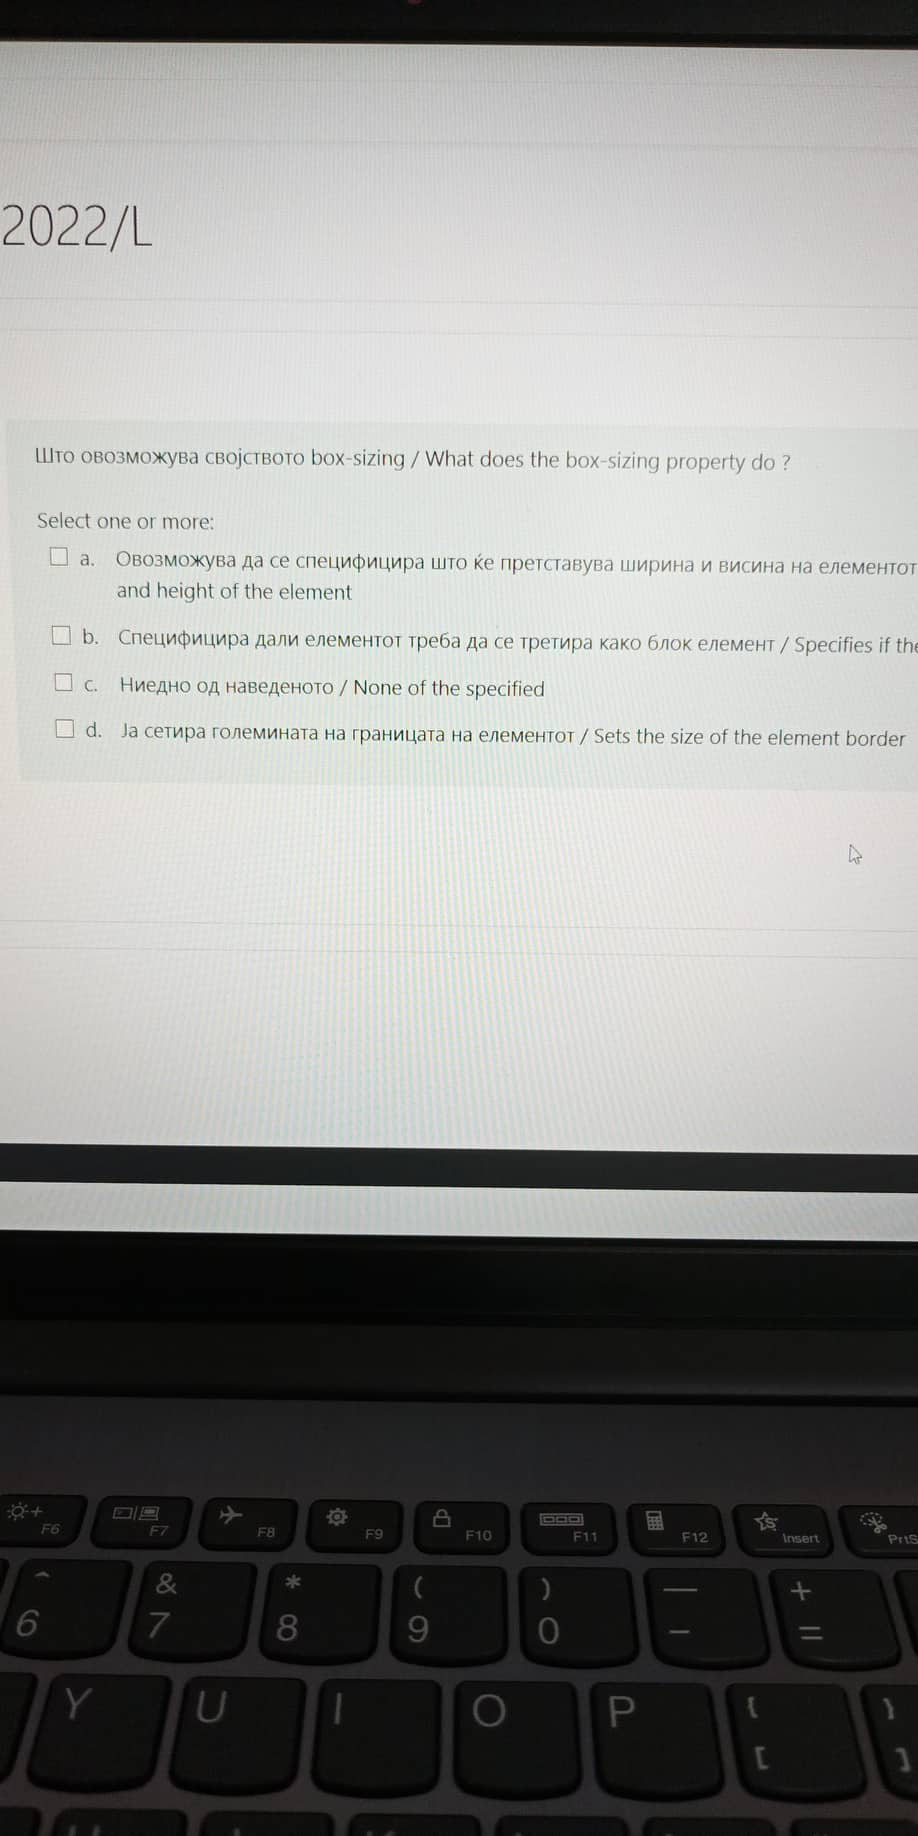 2022/L
Што овозможува својството box-sizing / What does the box-sizing property do ?
Select one or more:
a. Овозможува да се специфицира што ќе претставува ширина и висина на елементот
and height of the element
b. Специфицира дали елементот треба да се третира како блок елемент / Specifies if the
c. Ниедно од наведеното / None of the specified
d. Ја сетира големината на границата на елементот / Sets the size of the element border
F6 F7 F8 F9 F10 F11 F12 Insert PrtS
^ & * ( ) — +
6 7 8 9 0 - =
Y U I O P { }
[ ]